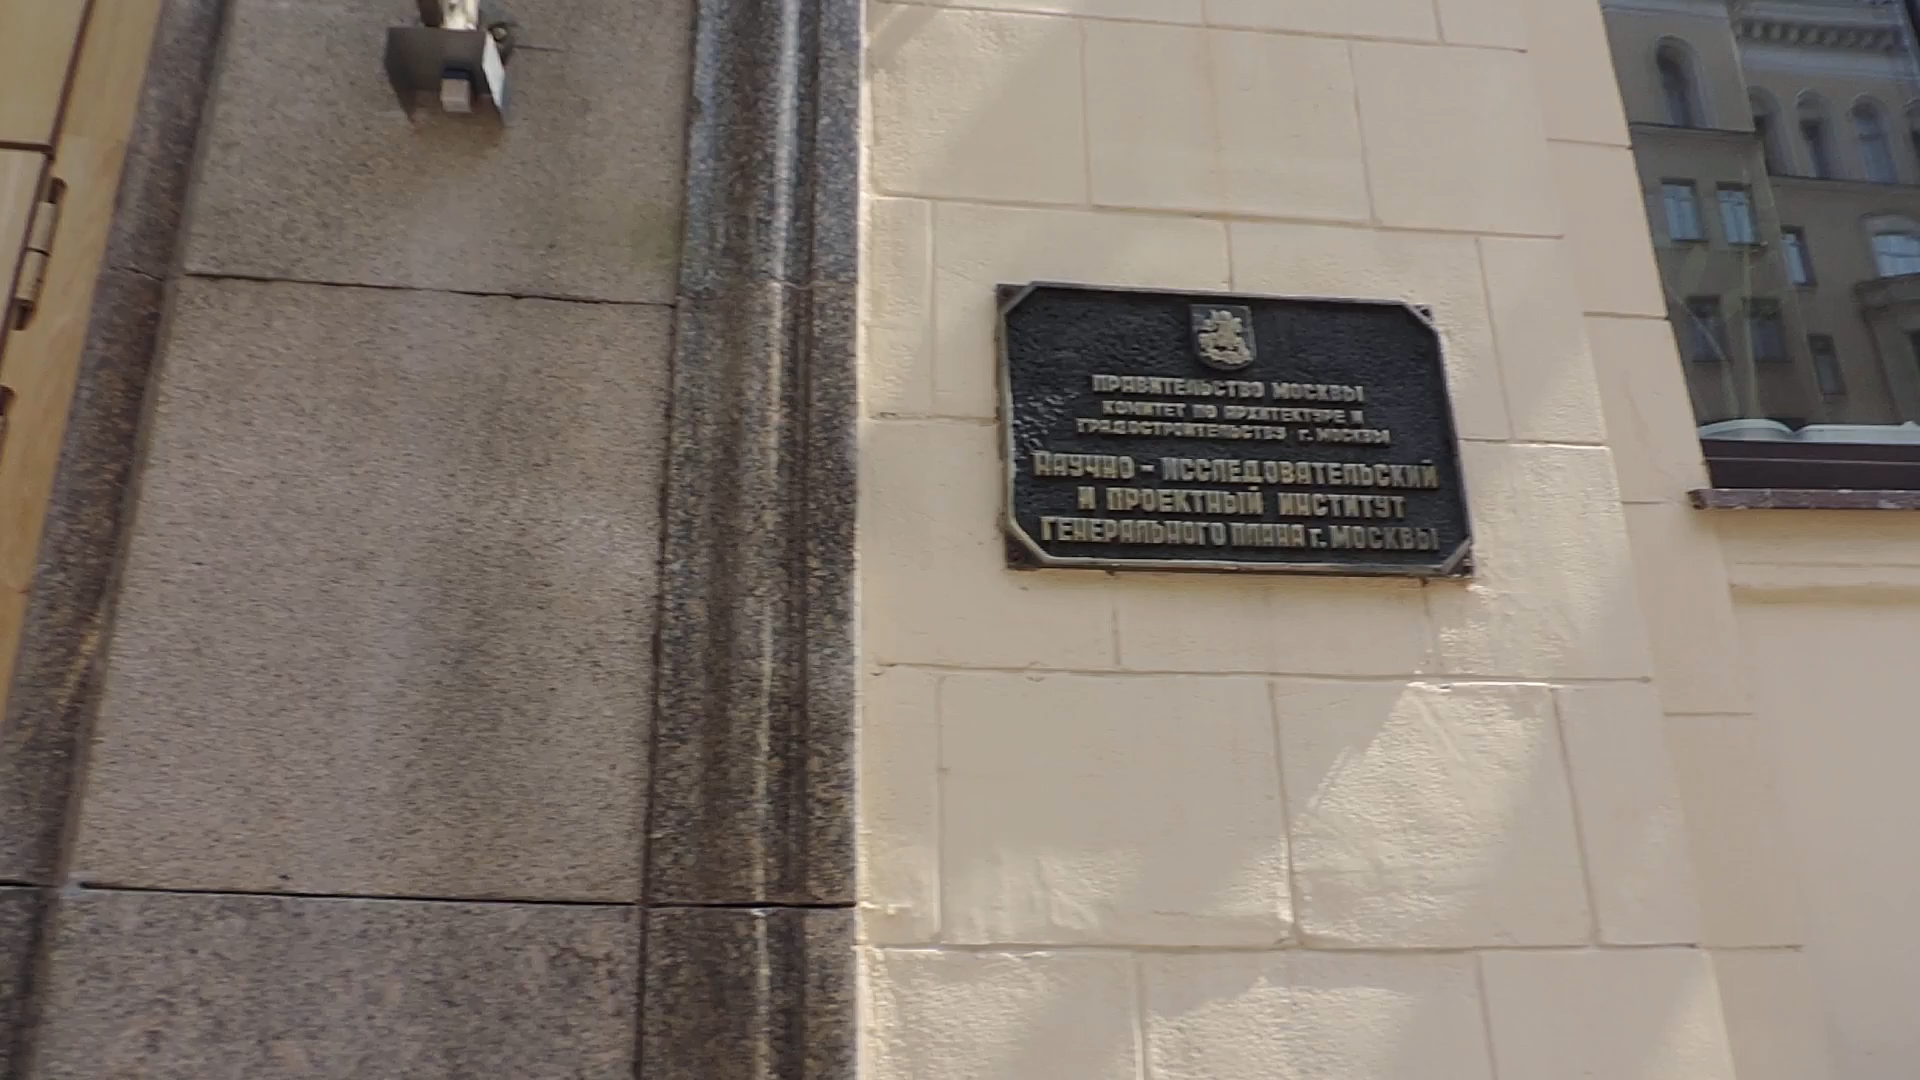 ПРАВИТЕЛЬСТВО МОСКВЫ
КОМИТЕТ ПО АРХИТЕКТУРЕ И
ГРАДОСТРОИТЕЛЬСТВУ г. МОСКВЫ
НАУЧНО - ИССЛЕДОВАТЕЛЬСКИЙ
И ПРОЕКТНЫЙ ИНСТИТУТ
ГЕНЕРАЛЬНОГО ПЛАНА г. МОСКВЫ